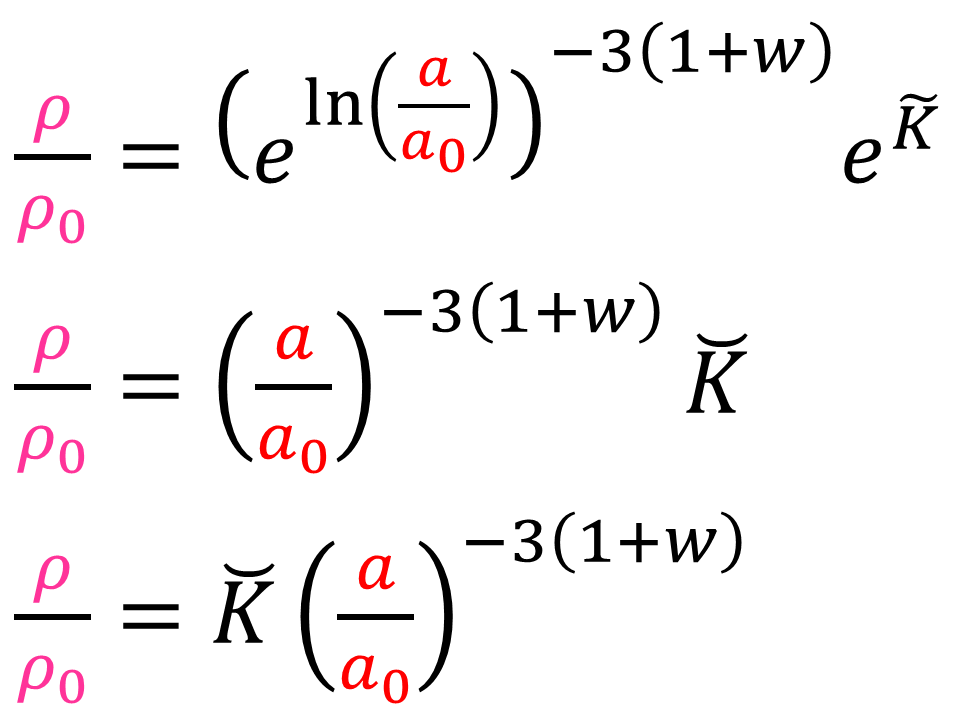 ρ/ρ₀ = (e^(ln(a/a₀)))^(−3(1+w)) e^K̃
ρ/ρ₀ = (a/a₀)^(−3(1+w)) K̆
ρ/ρ₀ = K̆ (a/a₀)^(−3(1+w))